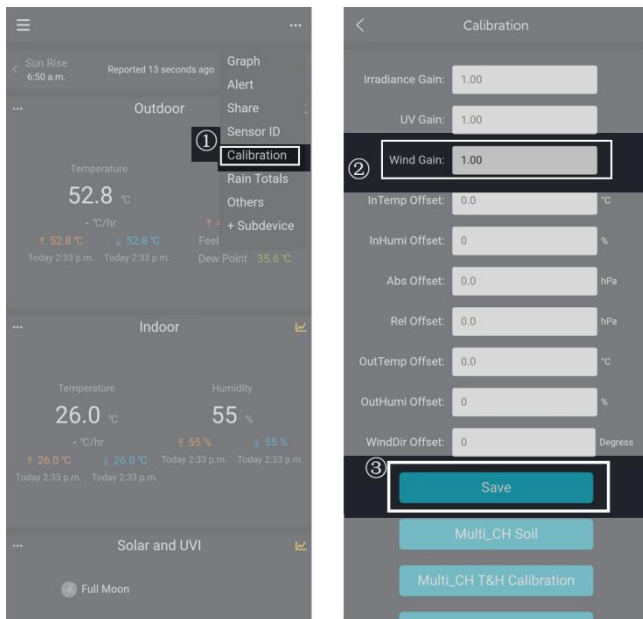 Sun Rise
6:50 a.m.
Reported 13 seconds ago
Graph
Alert
Share
Sensor ID
① Calibration
Rain Totals
Others
+ Subdevice
Outdoor
Temperature
52.8 ℃
- ℃/hr
52.8 ℃ 52.8 ℃
Today 2:33 p.m. Today 2:33 p.m.
Feel
Dew Point 35.6 ℃
Indoor
Temperature Humidity
26.0 ℃ 55 %
- ℃/hr 55 % 55 %
26.0 ℃ 26.0 ℃ Today 2:33 p.m. Today 2:33 p.m.
Today 2:33 p.m. Today 2:33 p.m.
Solar and UVI
Full Moon
Calibration
Irradiance Gain: 1.00
UV Gain: 1.00
② Wind Gain: 1.00
InTemp Offset: 0.0 ℃
InHumi Offset: 0 %
Abs Offset: 0.0 hPa
Rel Offset: 0.0 hPa
OutTemp Offset: 0.0 ℃
OutHumi Offset: 0 %
WindDir Offset: 0 Degress
③ Save
Multi_CH Soil
Multi_CH T&H Calibration